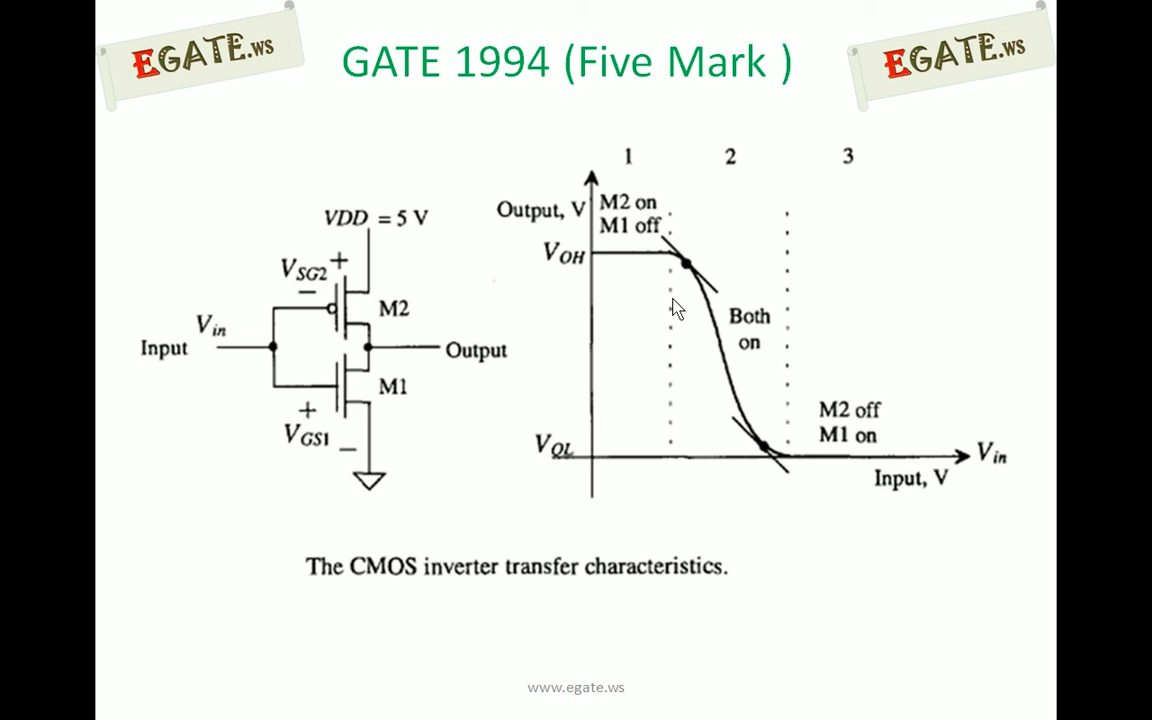 EGATE.ws
GATE 1994 (Five Mark )
EGATE.ws
1
2
3
VDD = 5 V
VSG2
+
−
M2
Vin
Input
Output
M1
+
VGS1
−
Output, V
M2 on
M1 off
VOH
Both
on
M2 off
M1 on
VOL
Vin
Input, V
The CMOS inverter transfer characteristics.
www.egate.ws